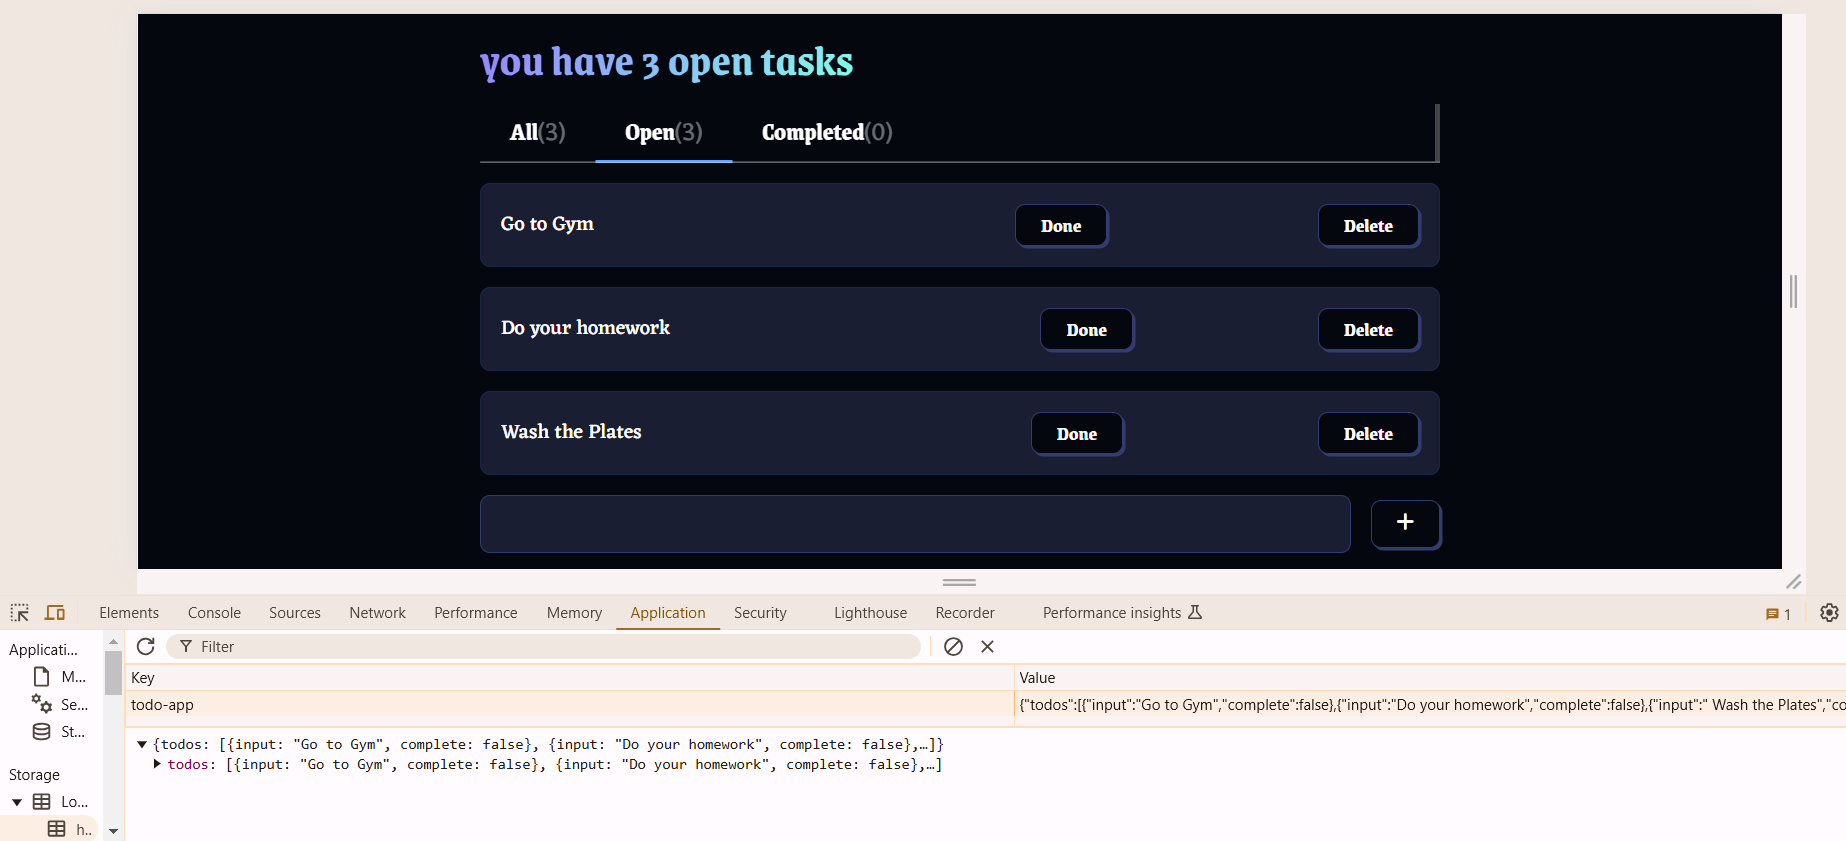 you have 3 open tasks
All(3) Open(3) Completed(0)
Go to Gym Done Delete
Do your homework Done Delete
Wash the Plates Done Delete
+
Elements Console Sources Network Performance Memory Application Security Lighthouse Recorder Performance insights 1
Applicati...
Filter
M...
Key Value
Se...
todo-app {"todos":[{"input":"Go to Gym","complete":false},{"input":"Do your homework","complete":false},{"input":" Wash the Plates","co
St...
{todos: [{input: "Go to Gym", complete: false}, {input: "Do your homework", complete: false},…]}
todos: [{input: "Go to Gym", complete: false}, {input: "Do your homework", complete: false},…]
Storage
Lo...
h..